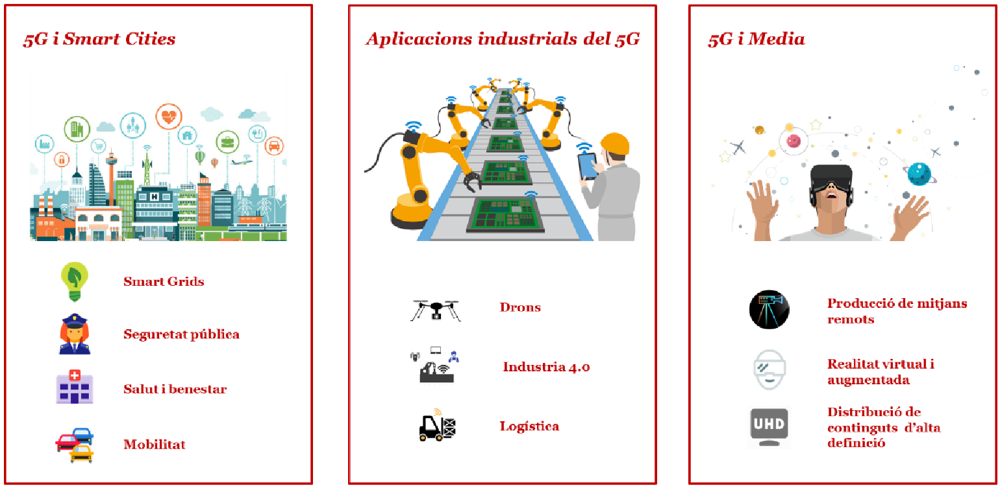 5G i Smart Cities
Smart Grids
Seguretat pública
Salut i benestar
Mobilitat
Aplicacions industrials del 5G
Drons
Industria 4.0
Logística
5G i Media
Producció de mitjans
remots
Realitat virtual i
augmentada
UHD
Distribució de
continguts d’alta
definició